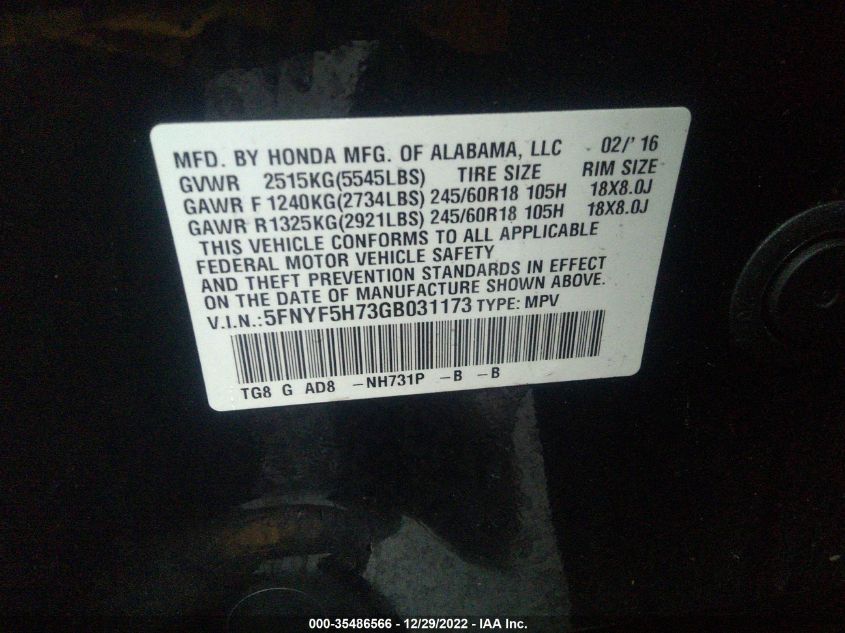 MFD. BY HONDA MFG. OF ALABAMA, LLC 02/' 16
GVWR 2515KG(5545LBS) TIRE SIZE RIM SIZE
GAWR F 1240KG(2734LBS) 245/60R18 105H 18X8.0J
GAWR R1325KG(2921LBS) 245/60R18 105H 18X8.0J
THIS VEHICLE CONFORMS TO ALL APPLICABLE
FEDERAL MOTOR VEHICLE SAFETY
AND THEFT PREVENTION STANDARDS IN EFFECT
ON THE DATE OF MANUFACTURE SHOWN ABOVE.
V.I.N.:5FNYF5H73GB031173 TYPE: MPV
TG8 G AD8 -NH731P -B -B
000-35486566 - 12/29/2022 - IAA Inc.